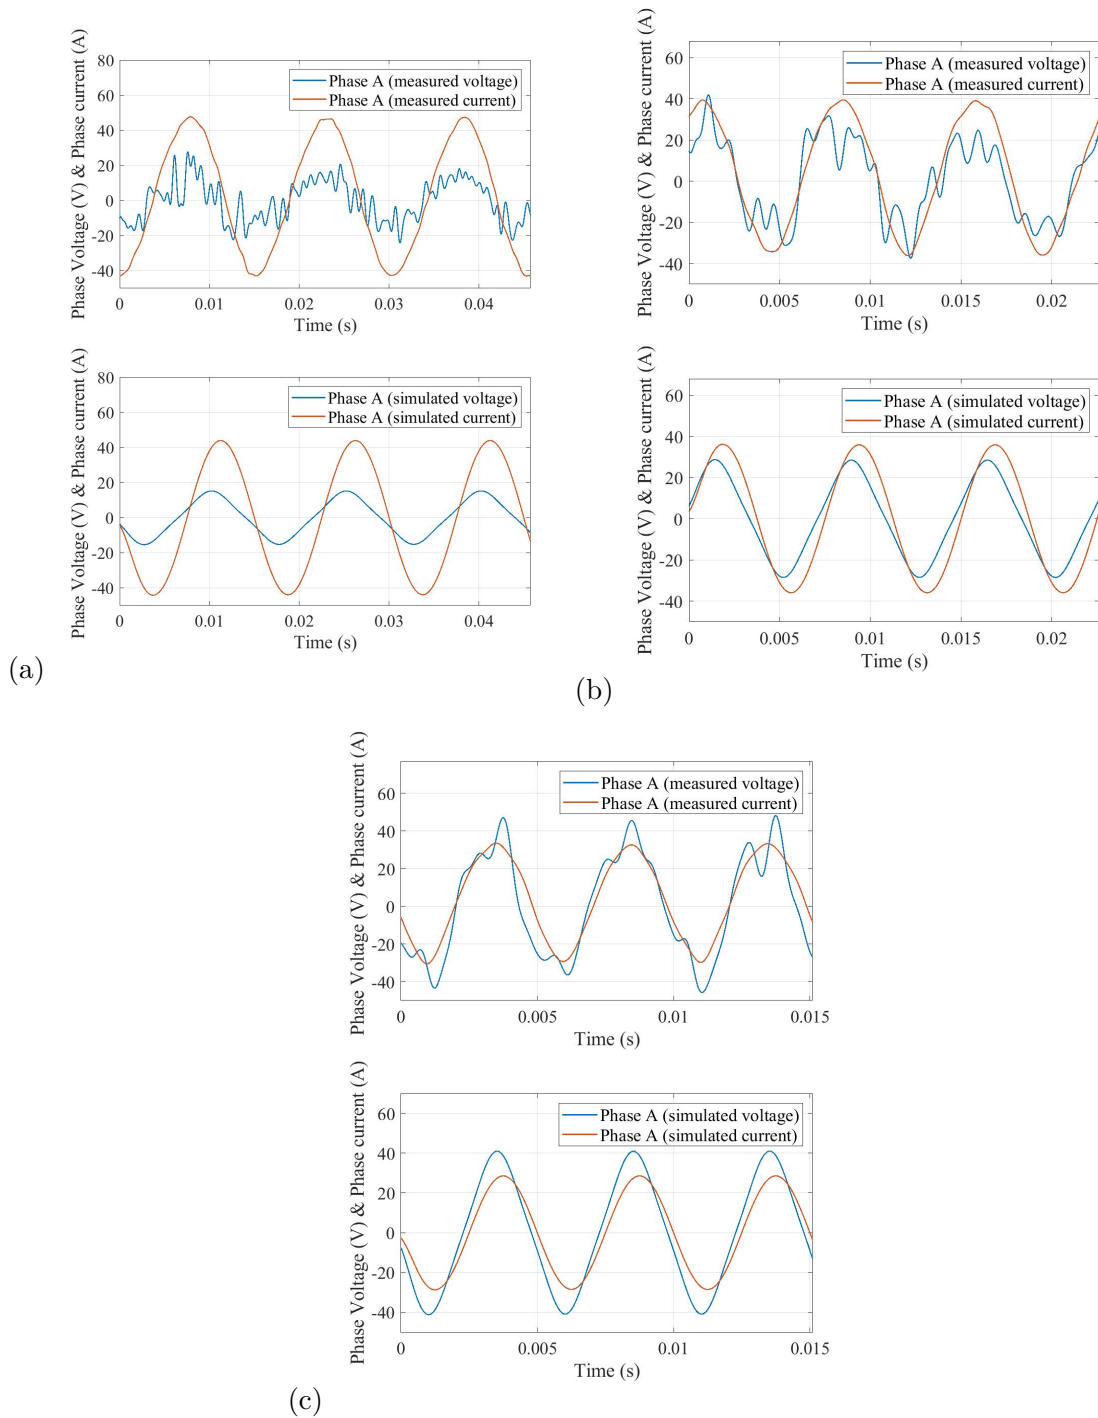 Phase Voltage (V) & Phase current (A)
80
60
40
20
0
-20
-40
Phase A (measured voltage)
Phase A (measured current)
0 0.01 0.02 0.03 0.04
Time (s)
Phase Voltage (V) & Phase current (A)
80
60
40
20
0
-20
-40
Phase A (simulated voltage)
Phase A (simulated current)
0 0.01 0.02 0.03 0.04
Time (s)
(a)
Phase Voltage (V) & Phase current (A)
60
40
20
0
-20
-40
Phase A (measured voltage)
Phase A (measured current)
0 0.005 0.01 0.015 0.02
Time (s)
Phase Voltage (V) & Phase current (A)
60
40
20
0
-20
-40
Phase A (simulated voltage)
Phase A (simulated current)
0 0.005 0.01 0.015 0.02
Time (s)
(b)
Phase Voltage (V) & Phase current (A)
60
40
20
0
-20
-40
Phase A (measured voltage)
Phase A (measured current)
0 0.005 0.01 0.015
Time (s)
Phase Voltage (V) & Phase current (A)
60
40
20
0
-20
-40
Phase A (simulated voltage)
Phase A (simulated current)
0 0.005 0.01 0.015
Time (s)
(c)